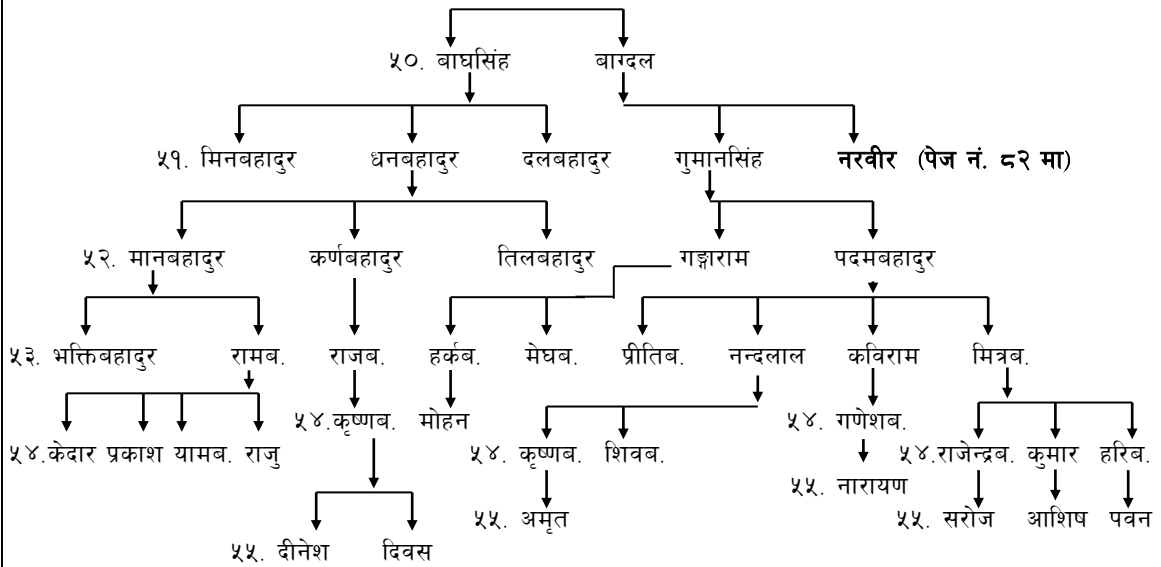 ५०. बाघसिंह बाग्दल
५१. मिनबहादुर धनबहादुर दलबहादुर गुमानसिंह नरवीर (पेज नं. ८२ मा)
५२. मानबहादुर कर्णबहादुर तिलबहादुर गङ्गाराम पदमबहादुर
५३. भक्तिबहादुर रामब. राजब. हर्कब. मेघब. प्रीतिब. नन्दलाल कविराम मित्रब.
५४.कृष्णब. मोहन ५४. गणेशब.
५४.केदार प्रकाश यामब. राजु ५४. कृष्णब. शिवब. ५४.राजेन्द्रब. कुमार हरिब.
५५. नारायण
५५. अमृत ५५. सरोज आशिष पवन
५५. दीनेश दिवस